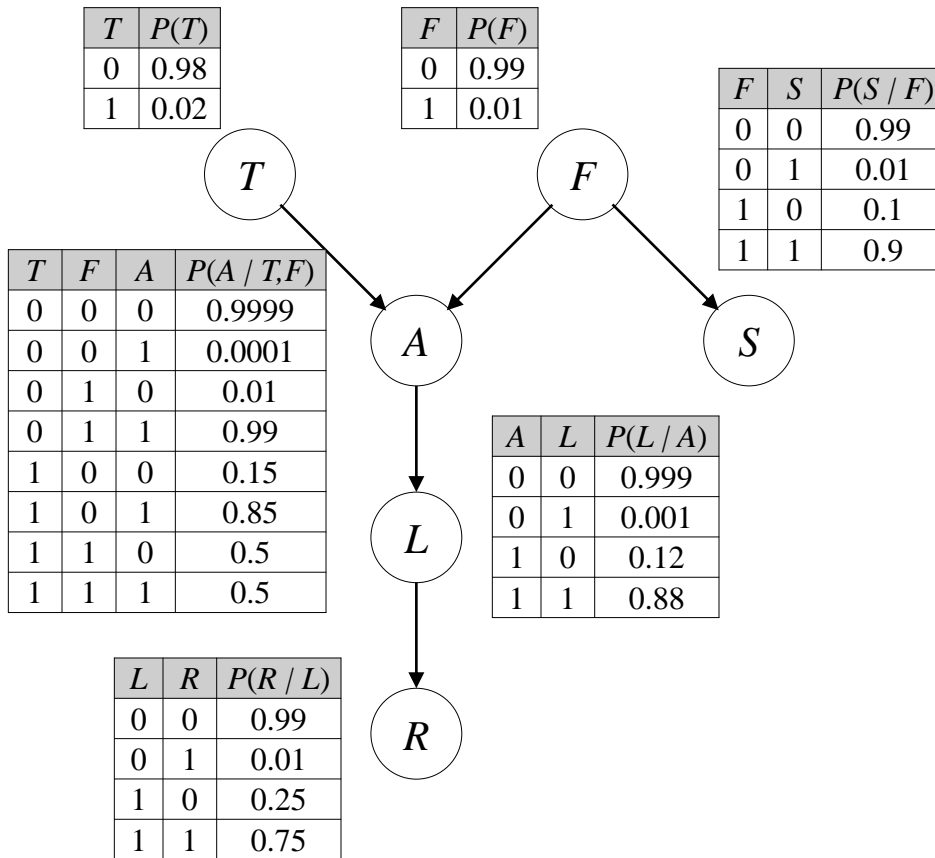 T P(T)
0 0.98
1 0.02
F P(F)
0 0.99
1 0.01
F S P(S / F)
0 0 0.99
0 1 0.01
1 0 0.1
1 1 0.9
T
F
T F A P(A / T,F)
0 0 0 0.9999
0 0 1 0.0001
0 1 0 0.01
0 1 1 0.99
1 0 0 0.15
1 0 1 0.85
1 1 0 0.5
1 1 1 0.5
A
S
A L P(L / A)
0 0 0.999
0 1 0.001
1 0 0.12
1 1 0.88
L
L R P(R / L)
0 0 0.99
0 1 0.01
1 0 0.25
1 1 0.75
R